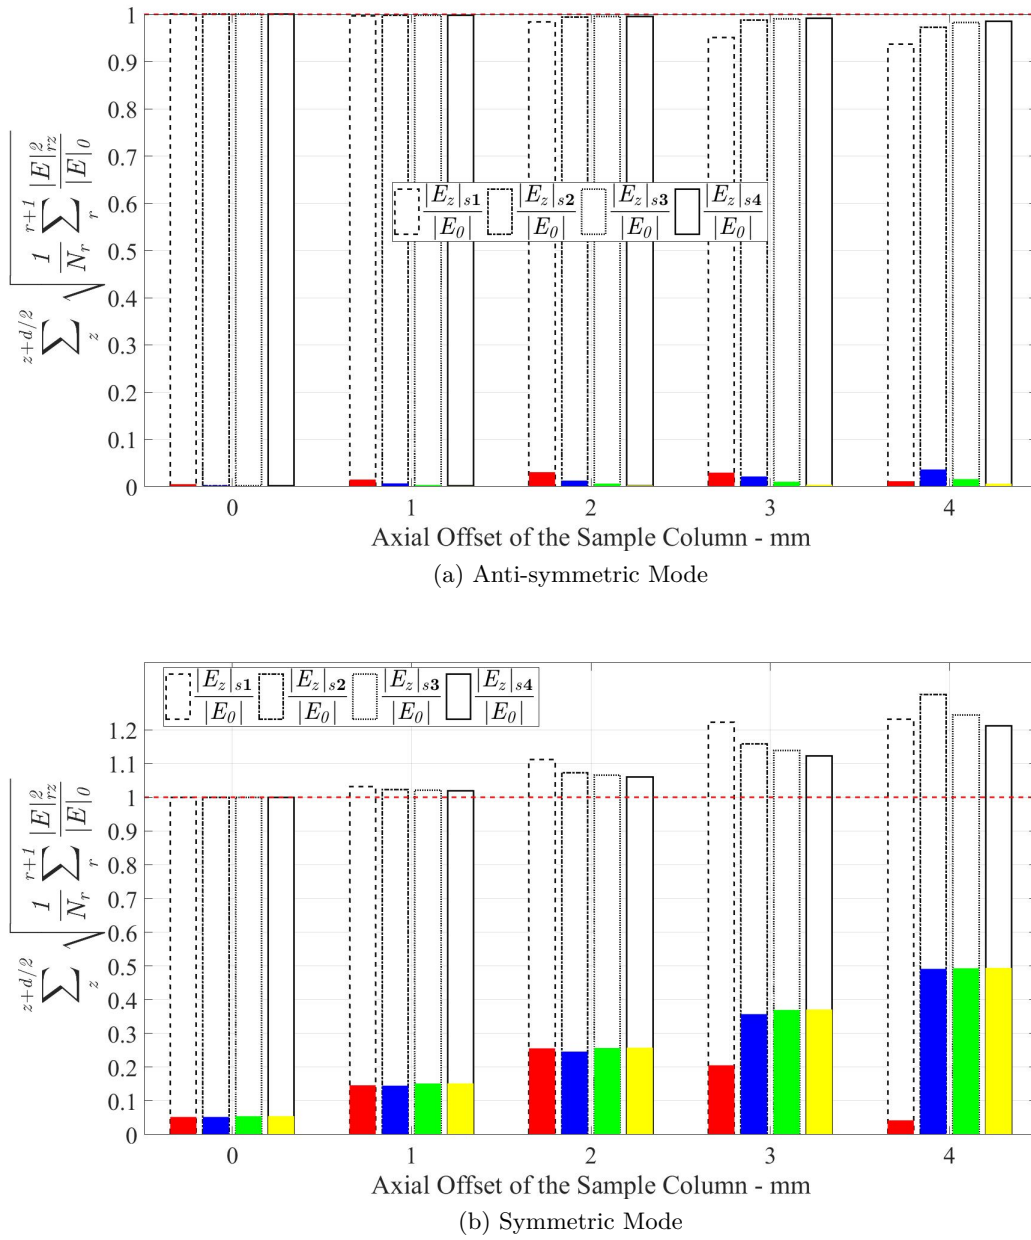 1
0.9
0.8
0.7
0.6
0.5
0.4
0.3
0.2
0.1
0
z+d/2 ∑ z √ 1/N_r r+1 ∑ r |E|²_rz / |E|_0
|E_z|_s1 / |E_0| |E_z|_s2 / |E_0| |E_z|_s3 / |E_0| |E_z|_s4 / |E_0|
0 1 2 3 4
Axial Offset of the Sample Column - mm
(a) Anti-symmetric Mode
|E_z|_s1 / |E_0| |E_z|_s2 / |E_0| |E_z|_s3 / |E_0| |E_z|_s4 / |E_0|
1.2
1.1
1
0.9
0.8
0.7
0.6
0.5
0.4
0.3
0.2
0.1
0
z+d/2 ∑ z √ 1/N_r r+1 ∑ r |E|²_rz / |E|_0
0 1 2 3 4
Axial Offset of the Sample Column - mm
(b) Symmetric Mode